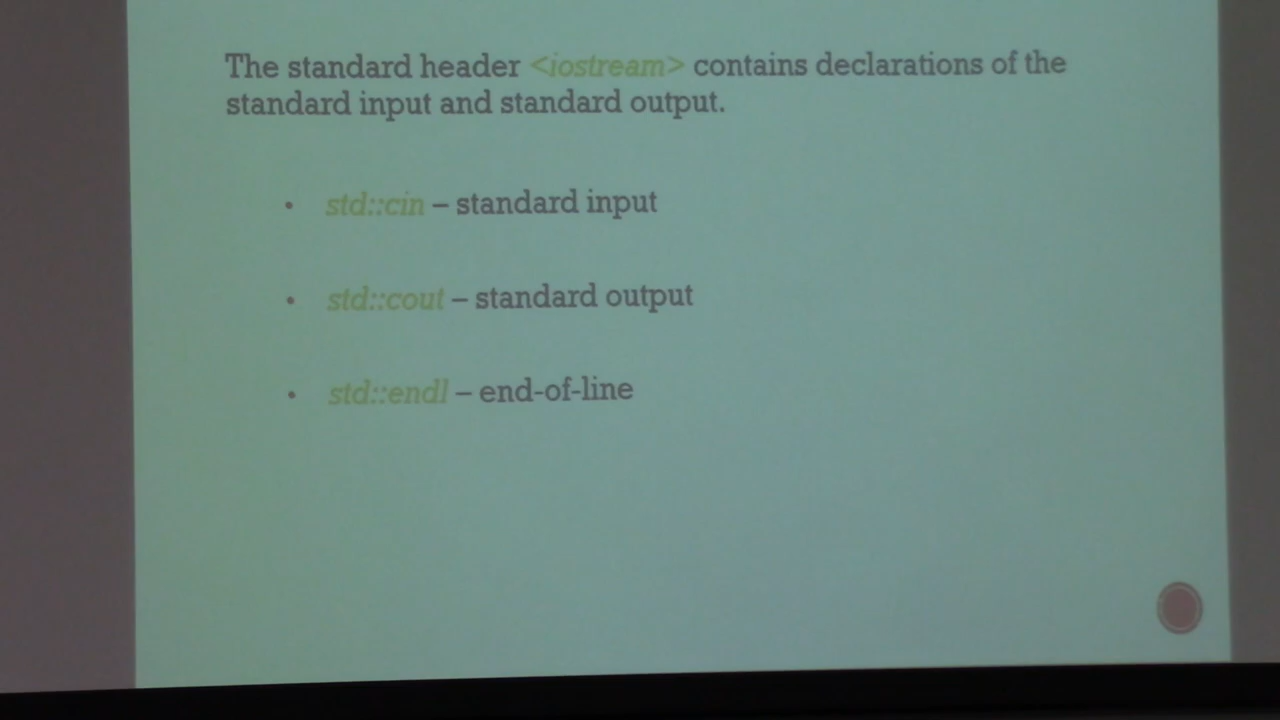 The standard header <iostream> contains declarations of the
standard input and standard output.
• std::cin – standard input
• std::cout – standard output
• std::endl – end-of-line